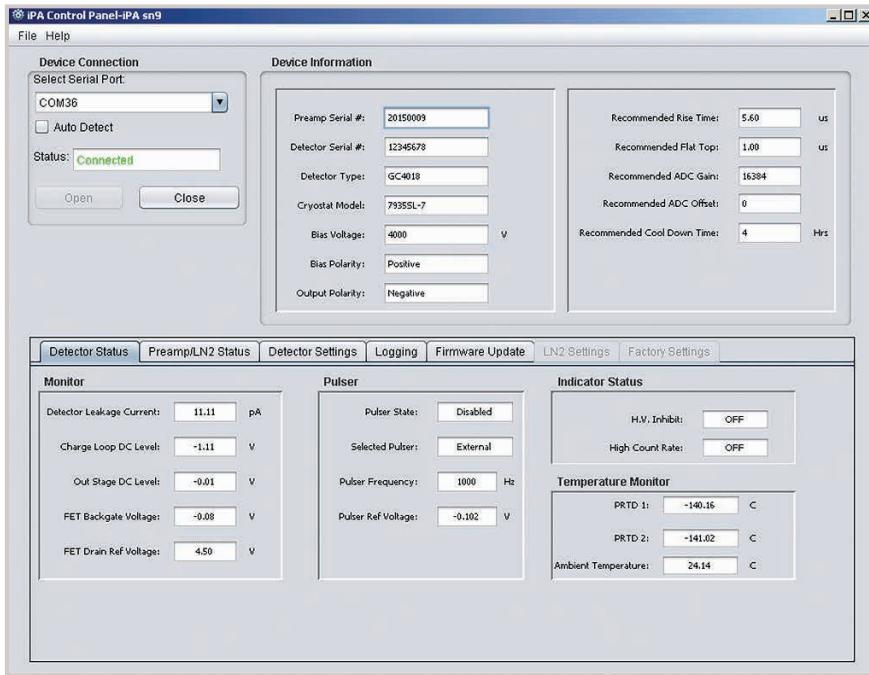 iPA Control Panel-iPA sn9
File Help
Device Connection
Select Serial Port:
COM36
Auto Detect
Status: Connected
Open Close
Device Information
Preamp Serial #: 20150009
Detector Serial #: 12345678
Detector Type: GC4018
Cryostat Model: 7935SL-7
Bias Voltage: 4000 V
Bias Polarity: Positive
Output Polarity: Negative
Recommended Rise Time: 5.60 us
Recommended Flat Top: 1.00 us
Recommended ADC Gain: 16384
Recommended ADC Offset: 0
Recommended Cool Down Time: 4 Hrs
Detector Status Preamp/LN2 Status Detector Settings Logging Firmware Update LN2 Settings Factory Settings
Monitor
Detector Leakage Current: 11.11 pA
Charge Loop DC Level: -1.11 V
Out Stage DC Level: -0.01 V
FET Backgate Voltage: -0.08 V
FET Drain Ref Voltage: 4.50 V
Pulser
Pulser State: Disabled
Selected Pulser: External
Pulser Frequency: 1000 Hz
Pulser Ref Voltage: -0.102 V
Indicator Status
H.V. Inhibit: OFF
High Count Rate: OFF
Temperature Monitor
PRTD 1: -140.16 C
PRTD 2: -141.02 C
Ambient Temperature: 24.14 C